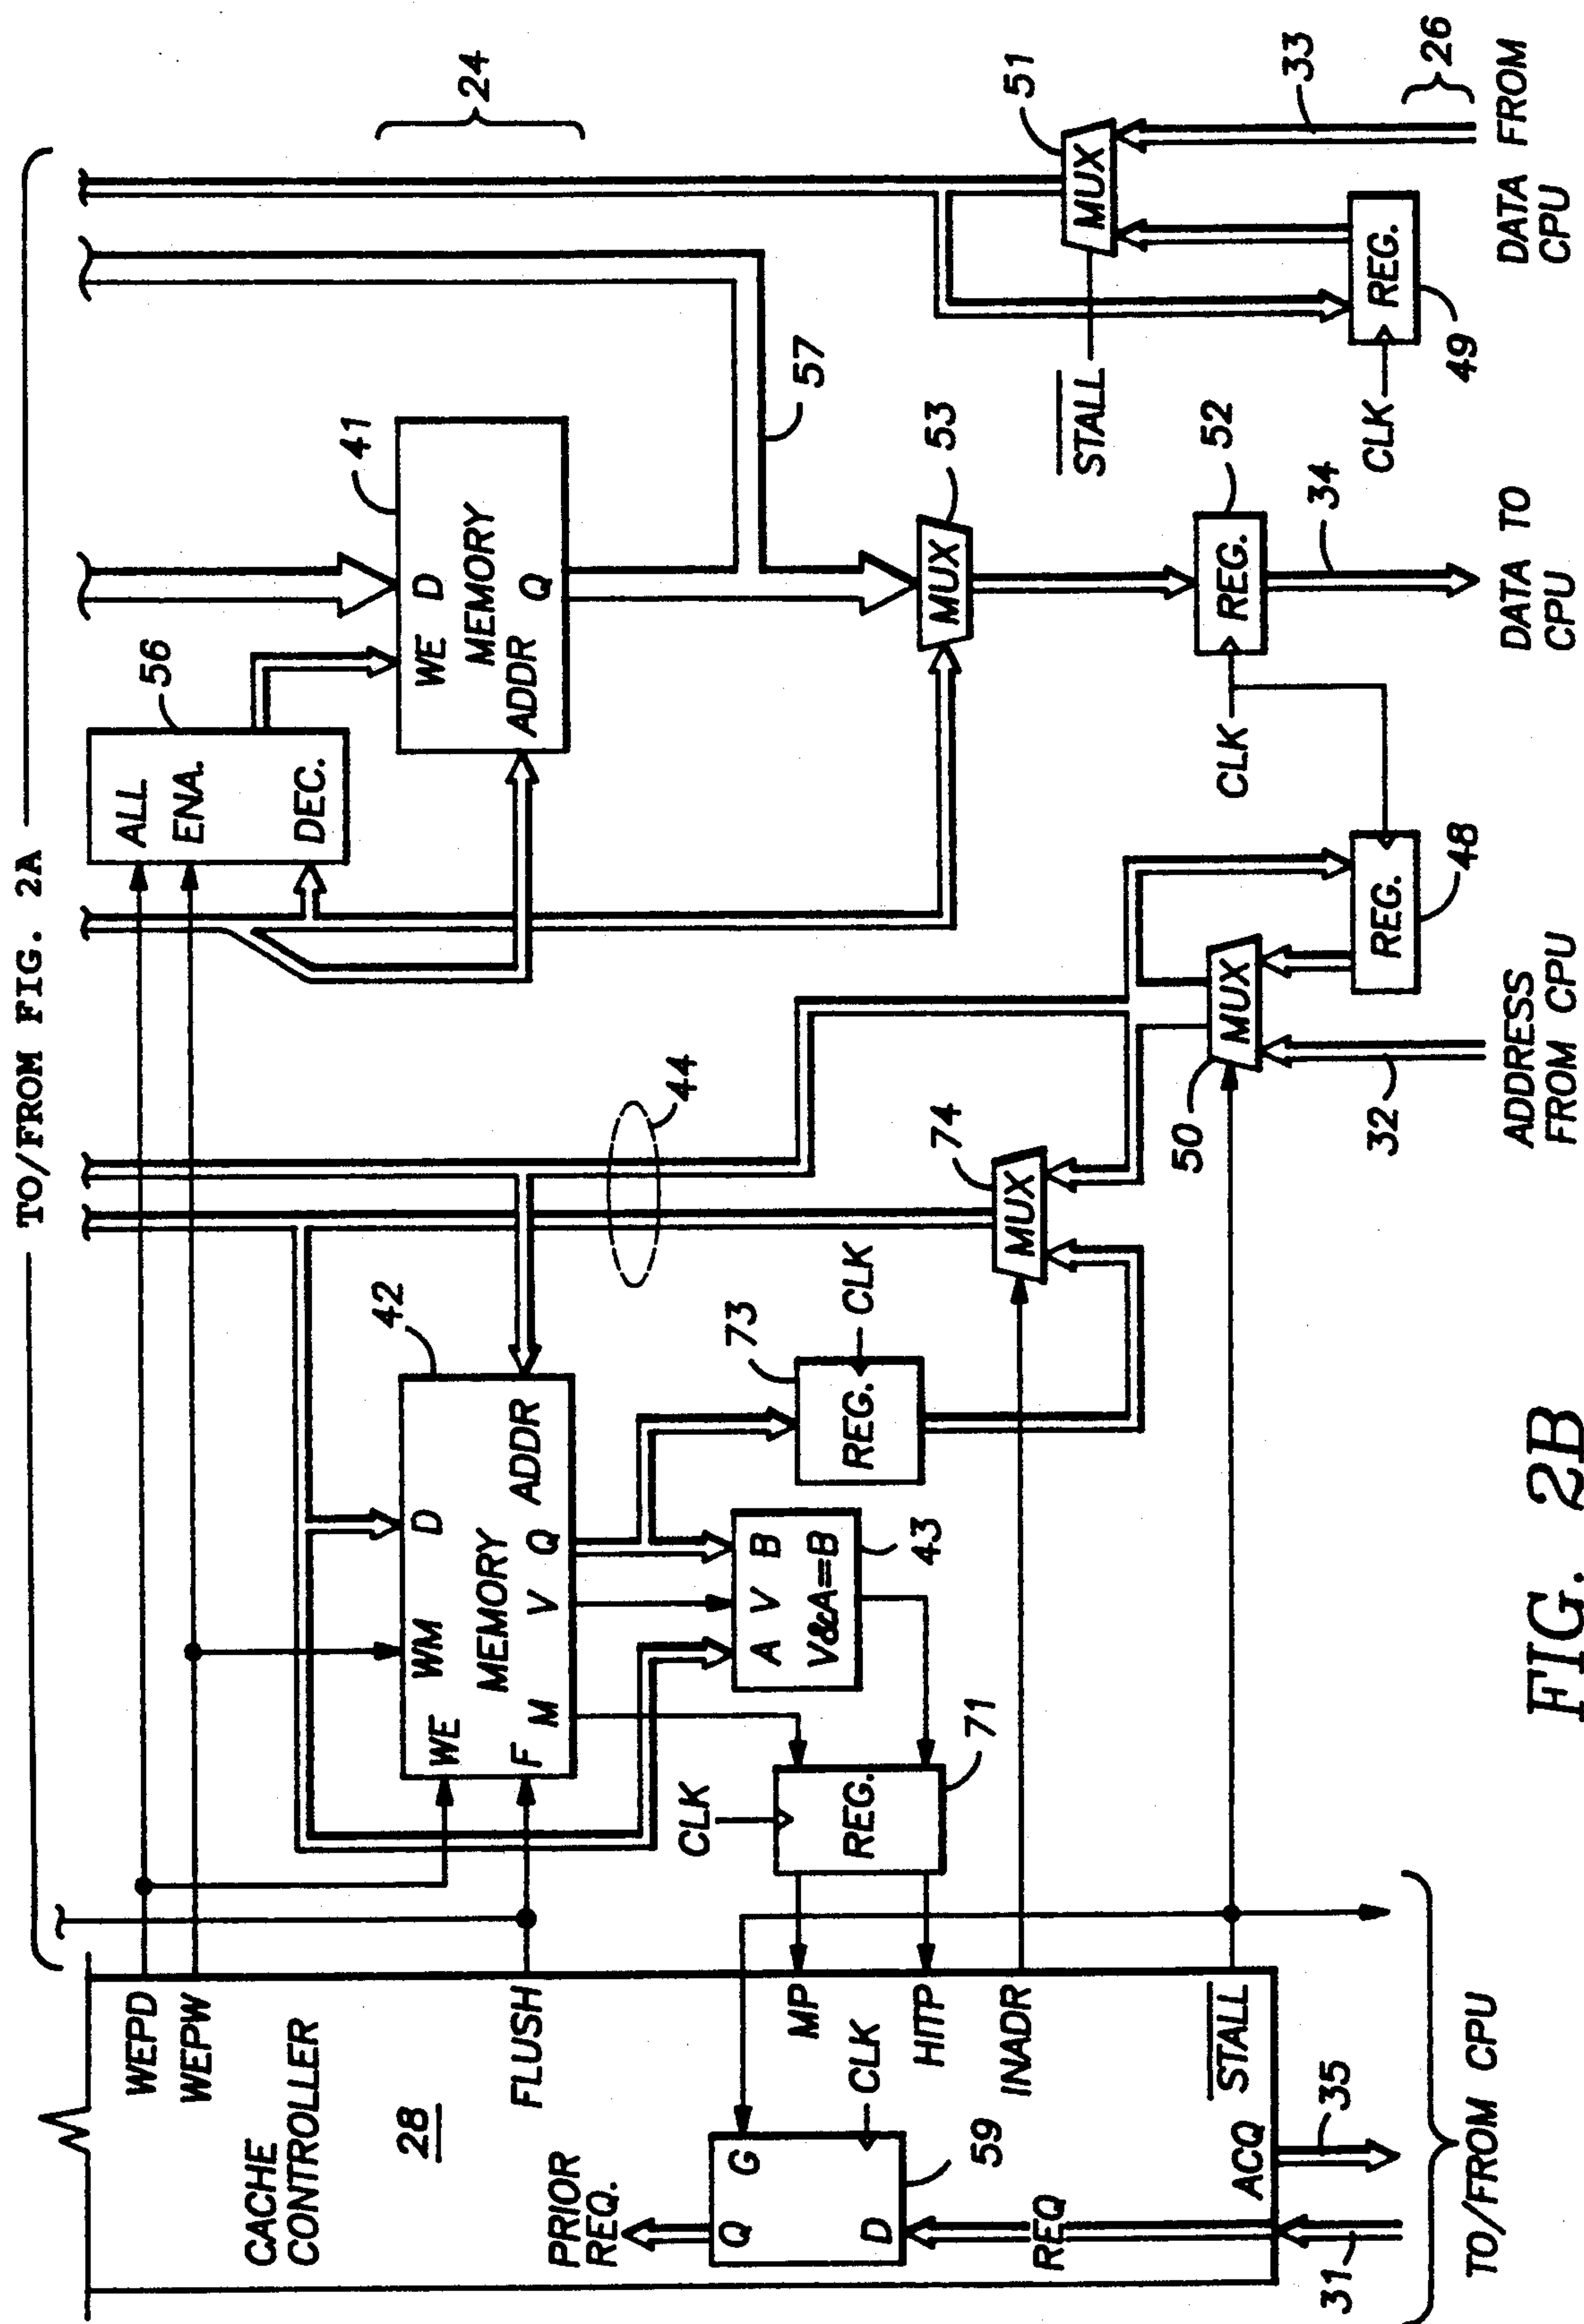 TO/FROM FIG. 2A
WEPD
WEPW
CACHE
CONTROLLER
28
FLUSH
PRIOR
REQ.
Q
G
D
CLK
59
REQ
MP
HITP
INADR
STALL
ACQ
31
35
TO/FROM CPU
42
WE
WM
D
F
MEMORY
ADDR
M
V
Q
CLK
REG.
71
A
V
B
V&A=B
43
73
REG.
CLK
44
74
MUX
50
MUX
32
ADDRESS
FROM CPU
REG.
48
CLK
ALL
ENA.
DEC.
56
41
WE
D
MEMORY
ADDR
Q
57
53
MUX
52
REG.
34
DATA TO
CPU
24
51
MUX
STALL
33
REG.
CLK
49
26
DATA FROM
CPU
FIG. 2B